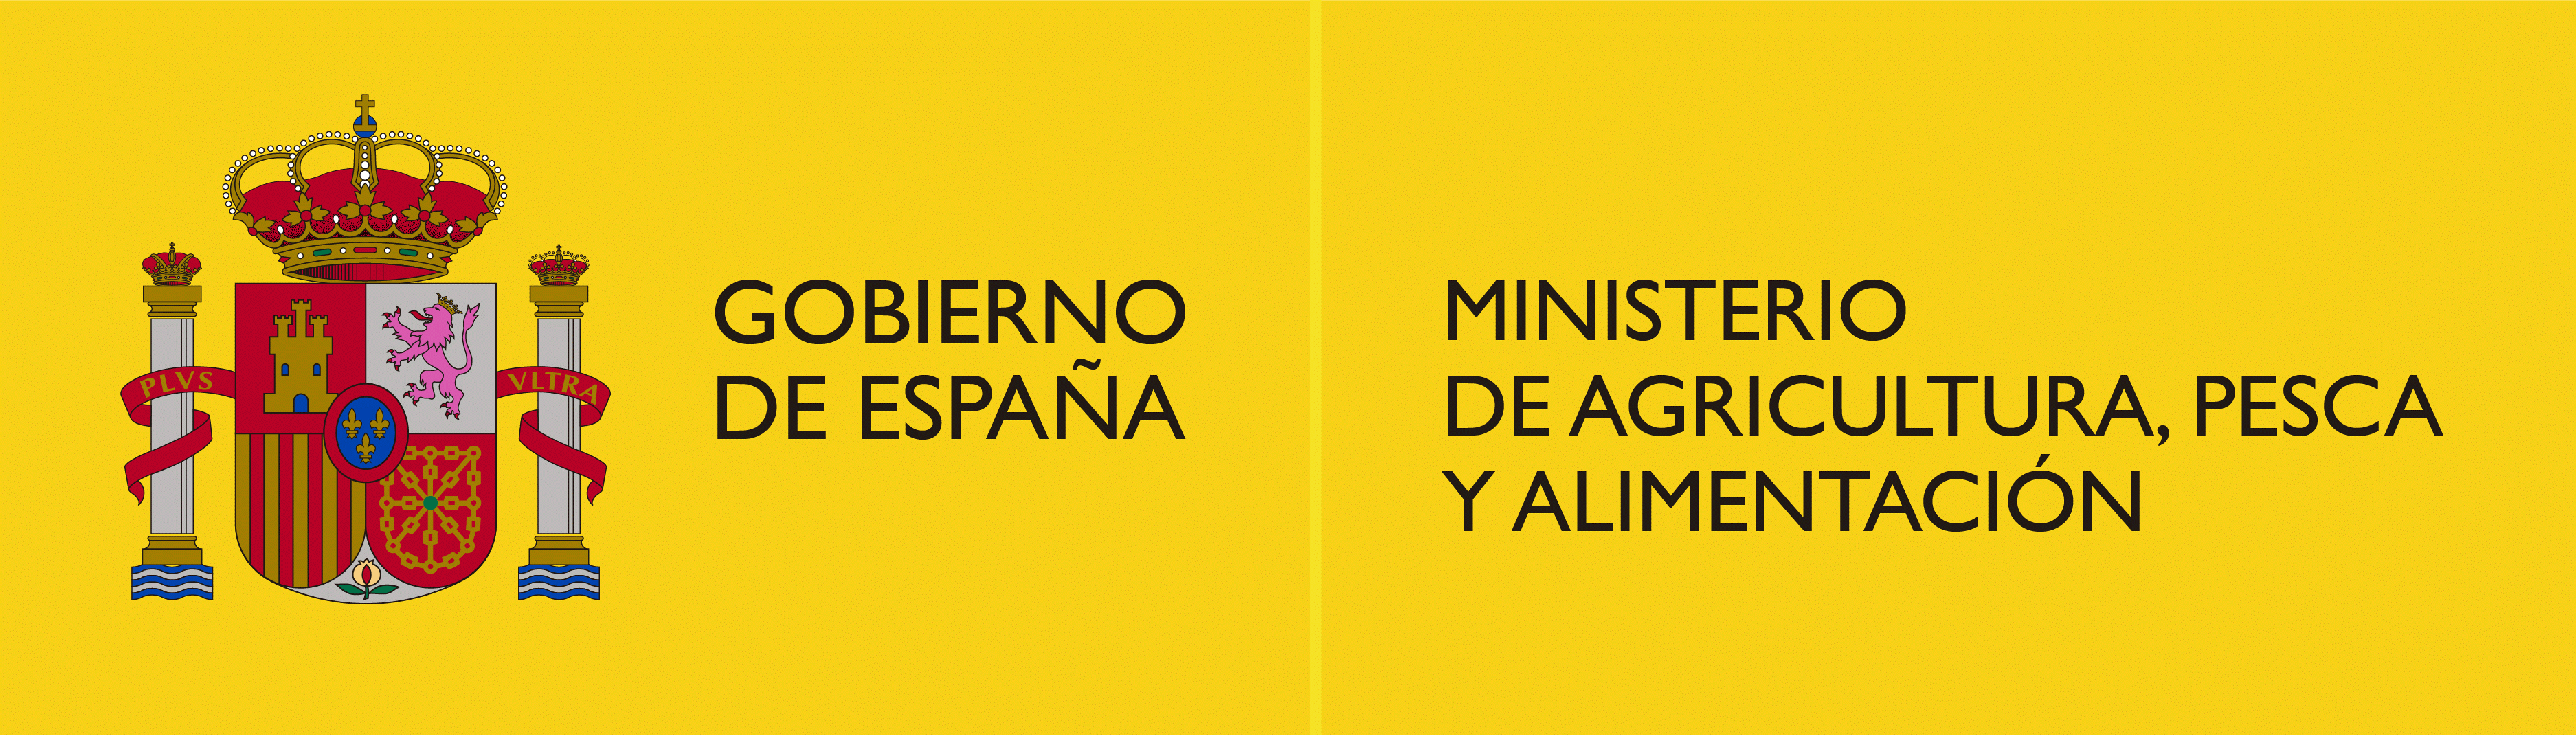 PLVS
VLTRA
GOBIERNO
DE ESPAÑA
MINISTERIO
DE AGRICULTURA, PESCA
Y ALIMENTACIÓN